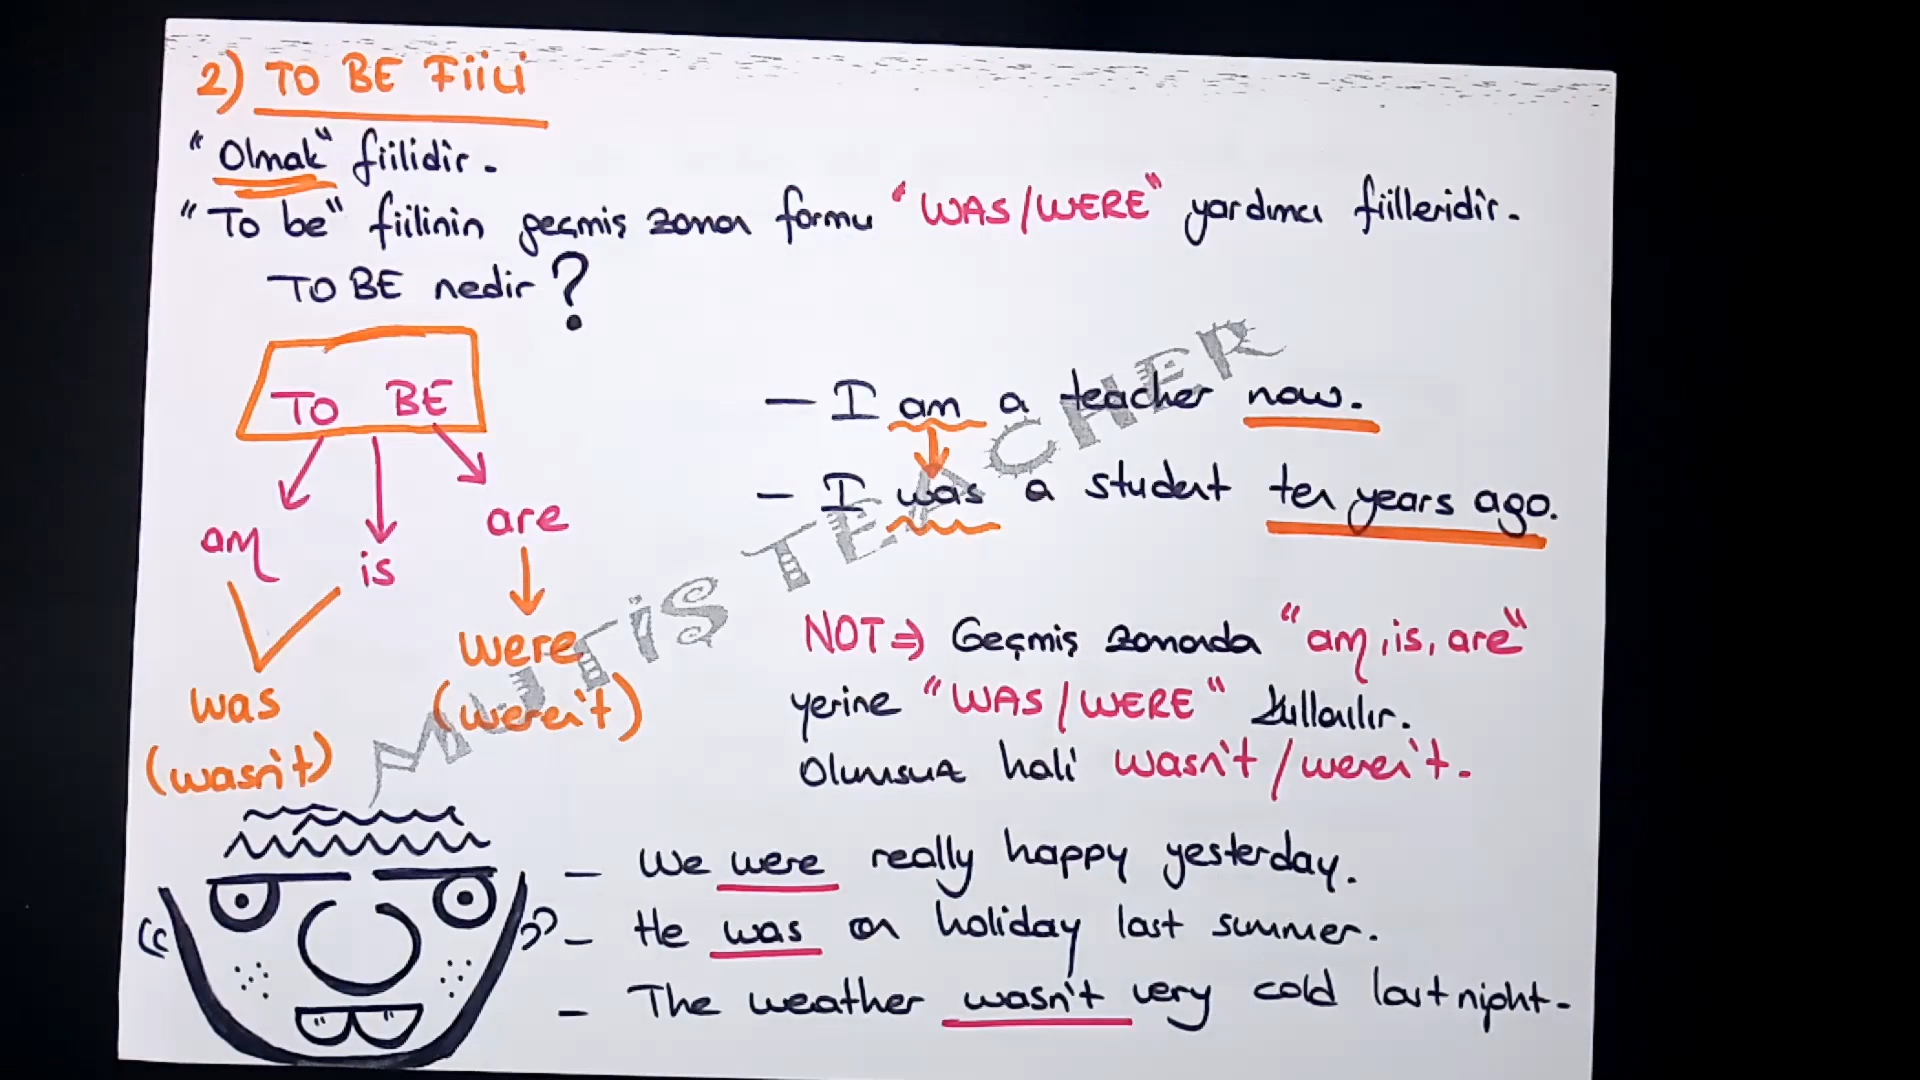 2) TO BE Fiili
"Olmak" fiilidir.
"To be" fiilinin geçmiş zaman formu "WAS/WERE" yardımcı fiilleridir.
TO BE nedir?
TO BE
am
is
are
was
(wasn't)
were
(weren't)
- I am a teacher now.
- I was a student ten years ago.
NOT => Geçmiş zamanda "am, is, are"
yerine "WAS/WERE" kullanılır.
Olumsuz hali wasn't/weren't.
- We were really happy yesterday.
- He was on holiday last summer.
- The weather wasn't very cold last night.
TEACHER